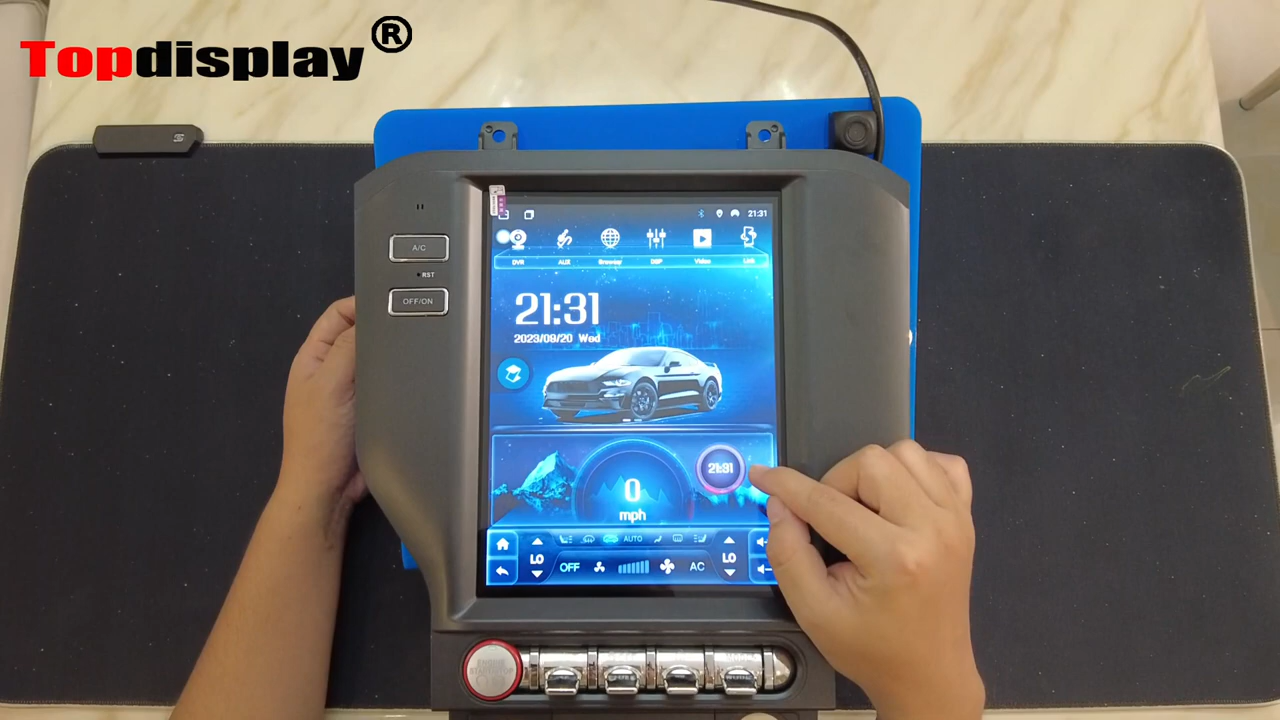 Topdisplay®
21:31
DVR AUX Browser DSP Video Link
21:31
2023/09/20 Wed
A/C
RST
OFF/ON
21:31
0
mph
AUTO
LO
LO
OFF
AC